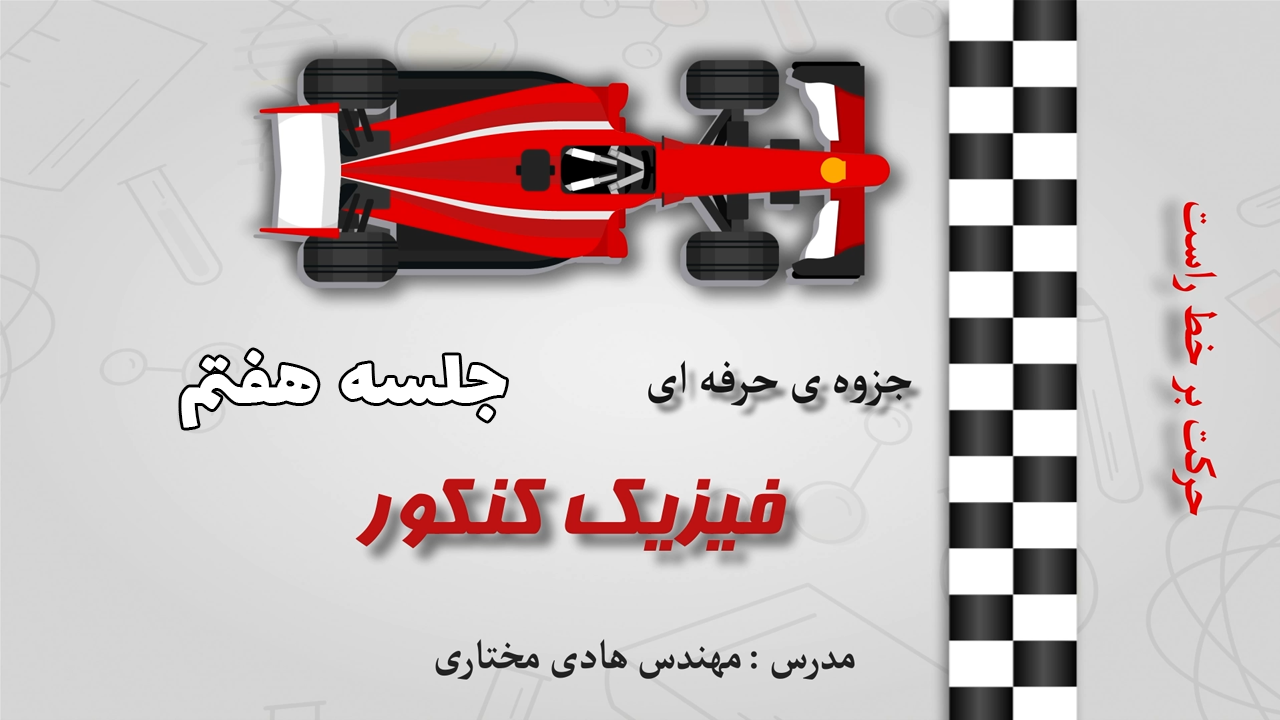 جزوه ی حرفه ای
جلسه هفتم
فیزیک کنکور
مدرس : مهندس هادی مختاری
حرکت بر خط راست